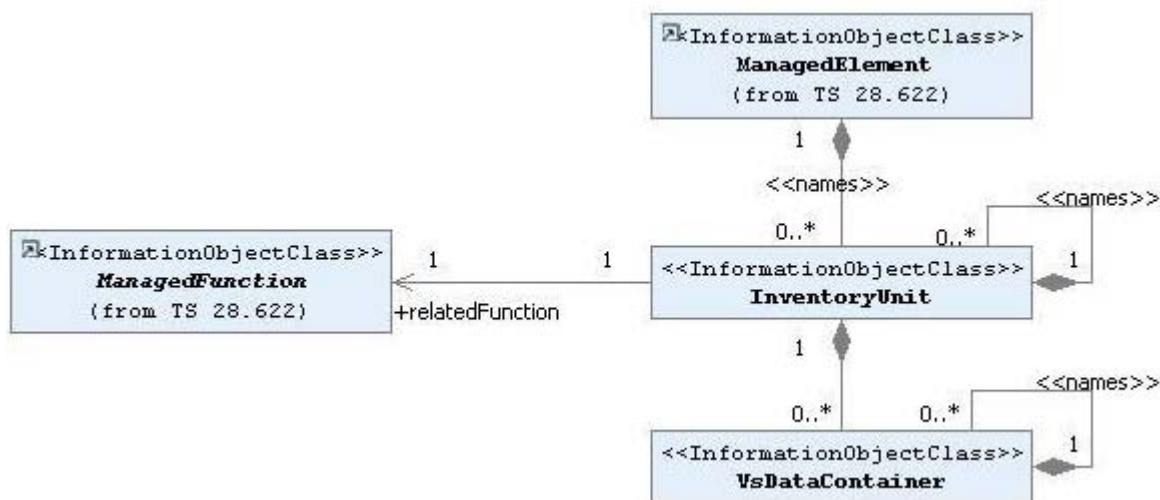 <InformationObjectClass>>
ManagedElement
(from TS 28.622)
1
<<names>>
<<names>>
0..*
0..*
<InformationObjectClass>>
ManagedFunction
(from TS 28.622)
1
1
+relatedFunction
<<InformationObjectClass>>
InventoryUnit
1
1
<<names>>
0..*
0..*
<<InformationObjectClass>>
VsDataContainer
1